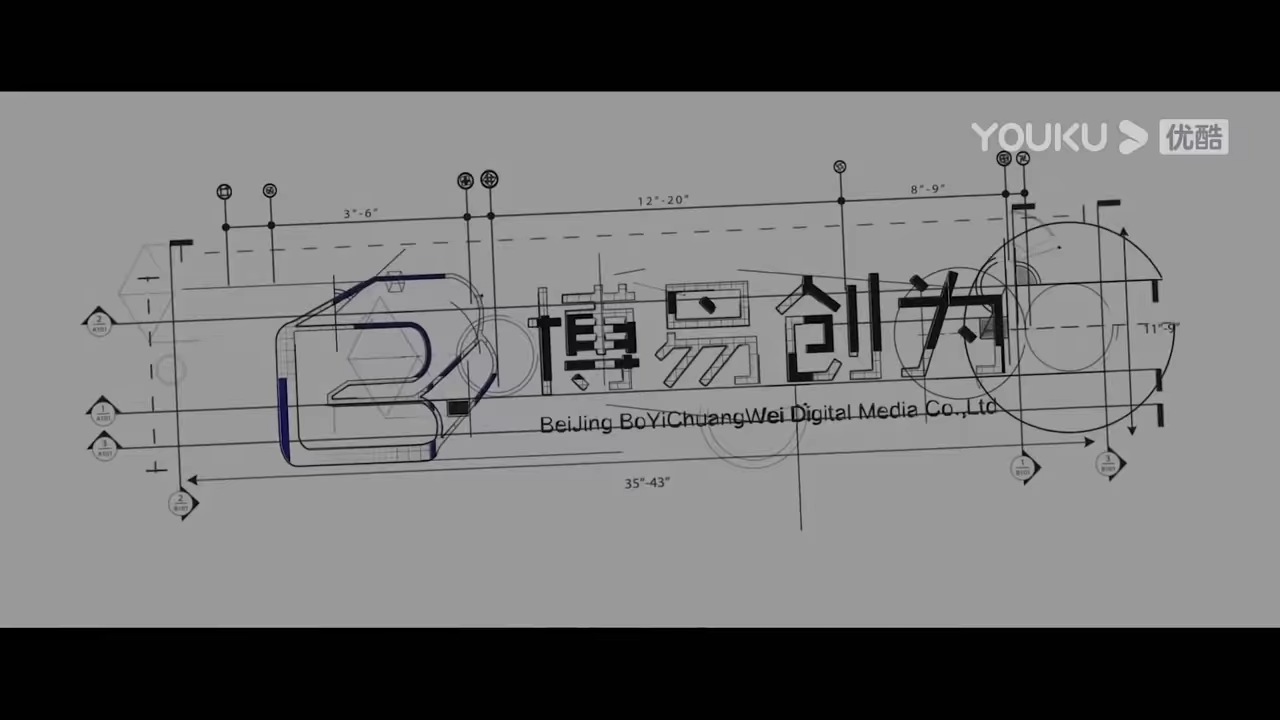 YOUKU 优酷
3"-6"
12"-20"
8"-9"
博易创为
11"-9"
BeiJing BoYiChuangWei Digital Media Co.,Ltd
35"-43"